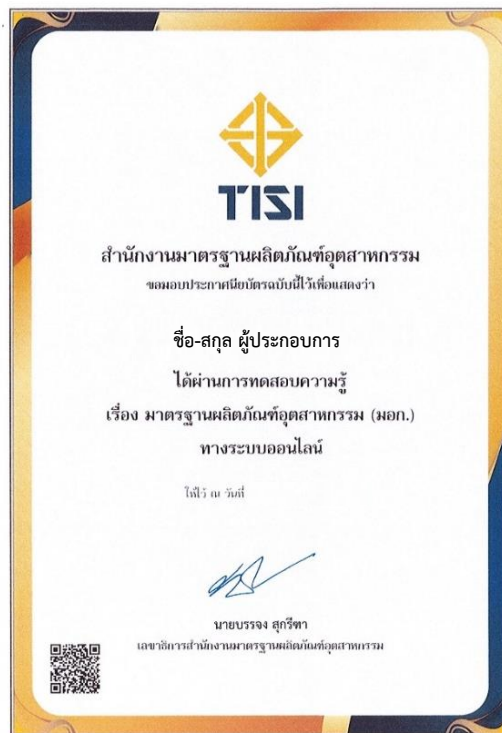 TISI
สำนักงานมาตรฐานผลิตภัณฑ์อุตสาหกรรม
ขอมอบประกาศนียบัตรฉบับนี้ไว้เพื่อแสดงว่า
ชื่อ-สกุล ผู้ประกอบการ
ได้ผ่านการทดสอบความรู้
เรื่อง มาตรฐานผลิตภัณฑ์อุตสาหกรรม (มอก.)
ทางระบบออนไลน์
ให้ไว้ ณ วันที่
นายบรรจง สุกรีฑา
เลขาธิการสำนักงานมาตรฐานผลิตภัณฑ์อุตสาหกรรม